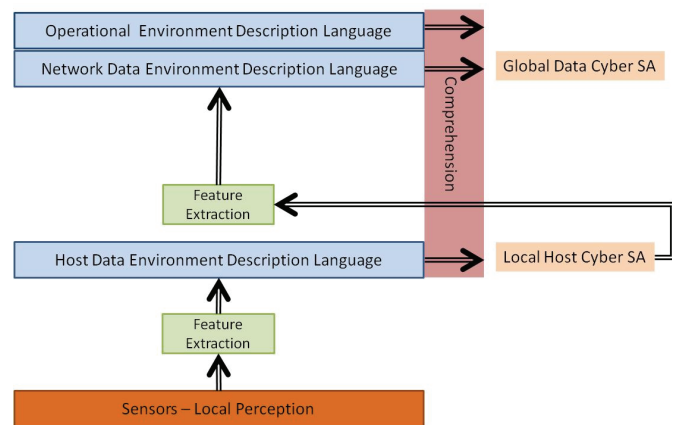 Operational Environment Description Language
Network Data Environment Description Language
Global Data Cyber SA
Comprehension
Feature
Extraction
Host Data Environment Description Language
Local Host Cyber SA
Feature
Extraction
Sensors – Local Perception